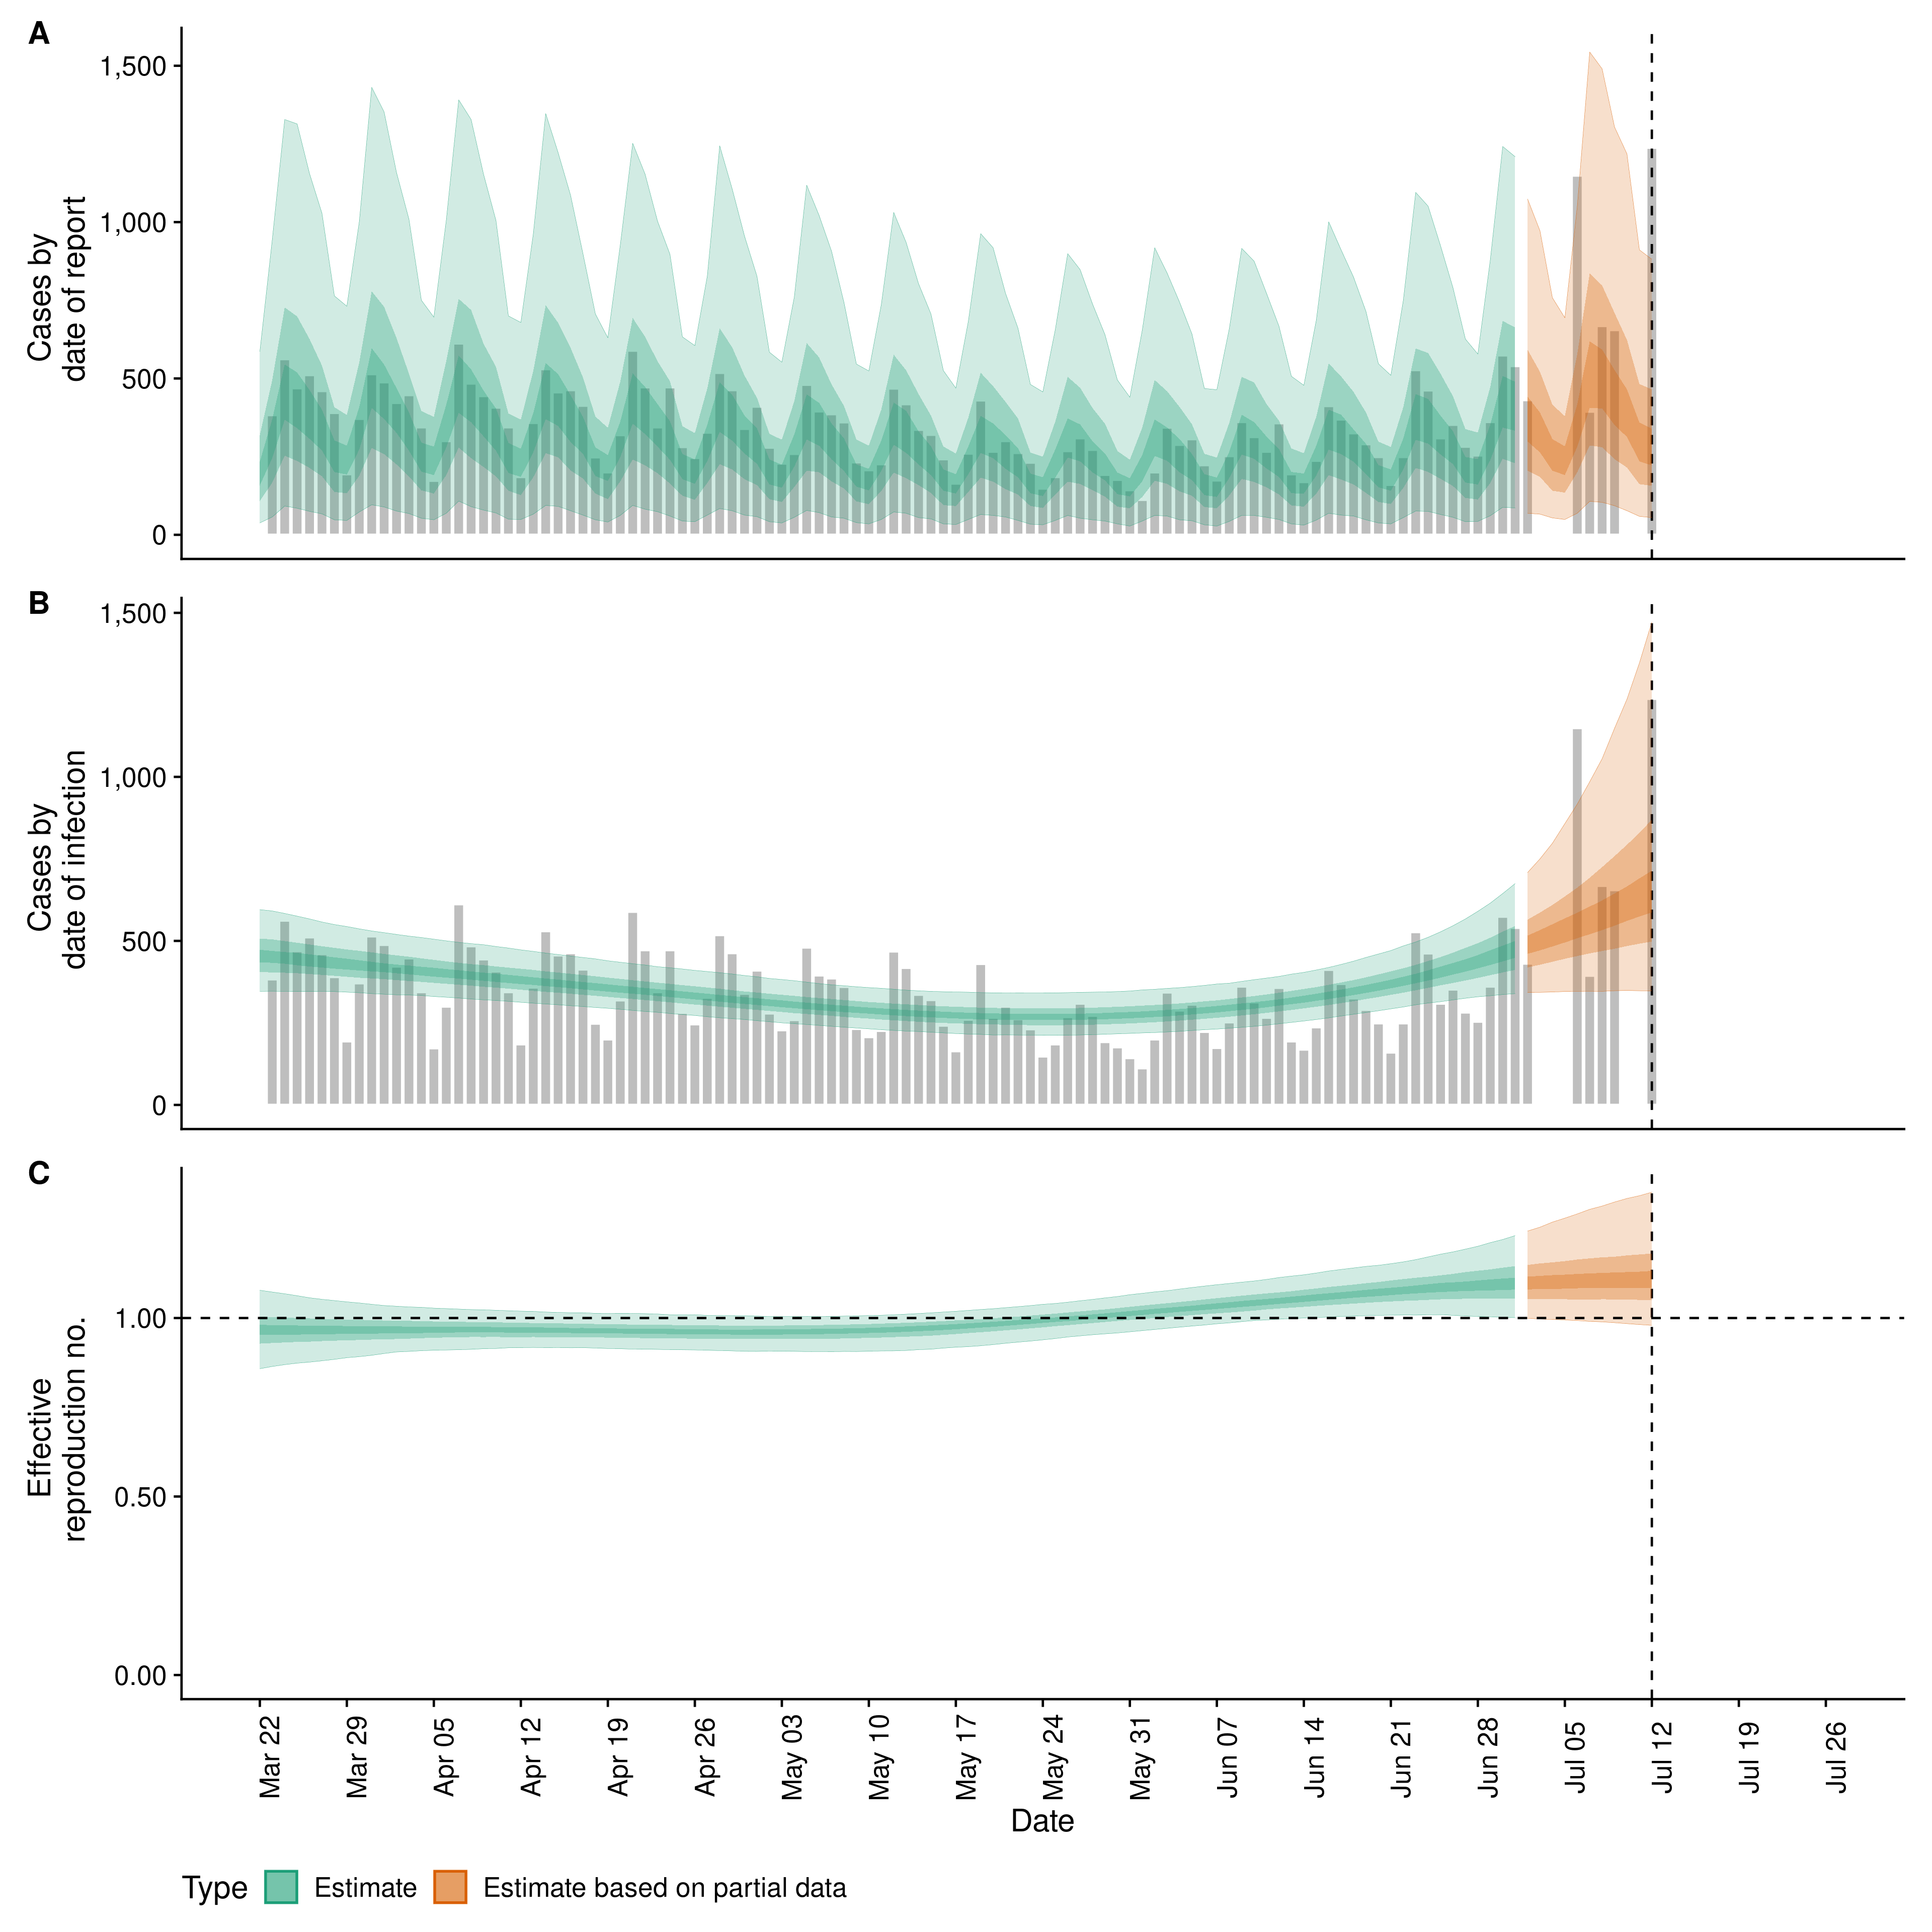 A
1,500
1,000
500
0
Cases by
date of report
B
1,500
1,000
500
0
Cases by
date of infection
C
1.00
0.50
0.00
Effective
reproduction no.
Mar 22
Mar 29
Apr 05
Apr 12
Apr 19
Apr 26
May 03
May 10
May 17
May 24
May 31
Jun 07
Jun 14
Jun 21
Jun 28
Jul 05
Jul 12
Jul 19
Jul 26
Date
Type Estimate Estimate based on partial data